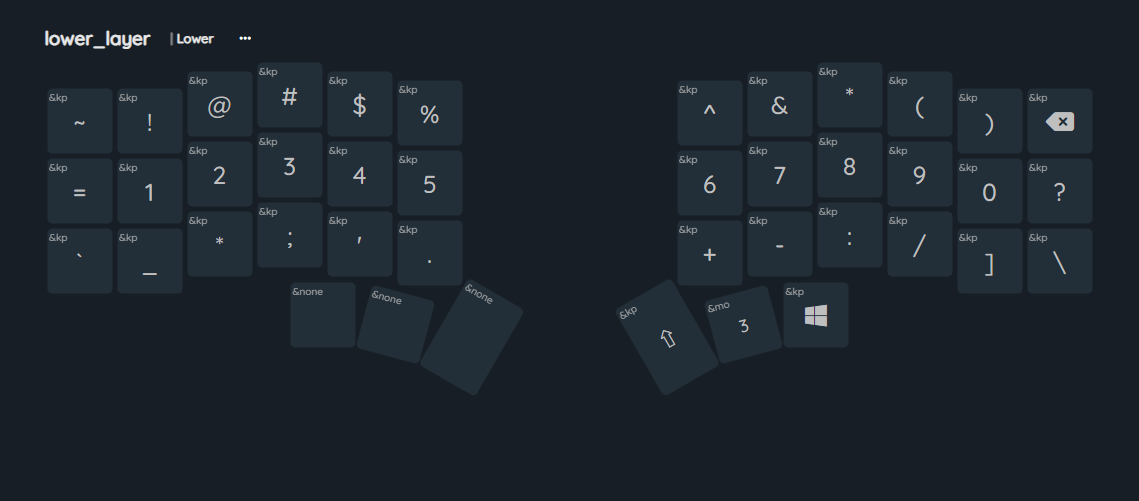 lower_layer | Lower •••
&kp &kp &kp &kp &kp &kp &kp &kp &kp &kp &kp &kp
~ ! @ # $ % ^ & * ( )
&kp &kp &kp &kp &kp &kp &kp &kp &kp &kp &kp &kp
= 1 2 3 4 5 6 7 8 9 0 ?
&kp &kp &kp &kp &kp &kp &kp &kp &kp &kp &kp &kp
` _ * ; ' . + - : / ] \
&none &none &none &kp &mo &kp
⇧ 3